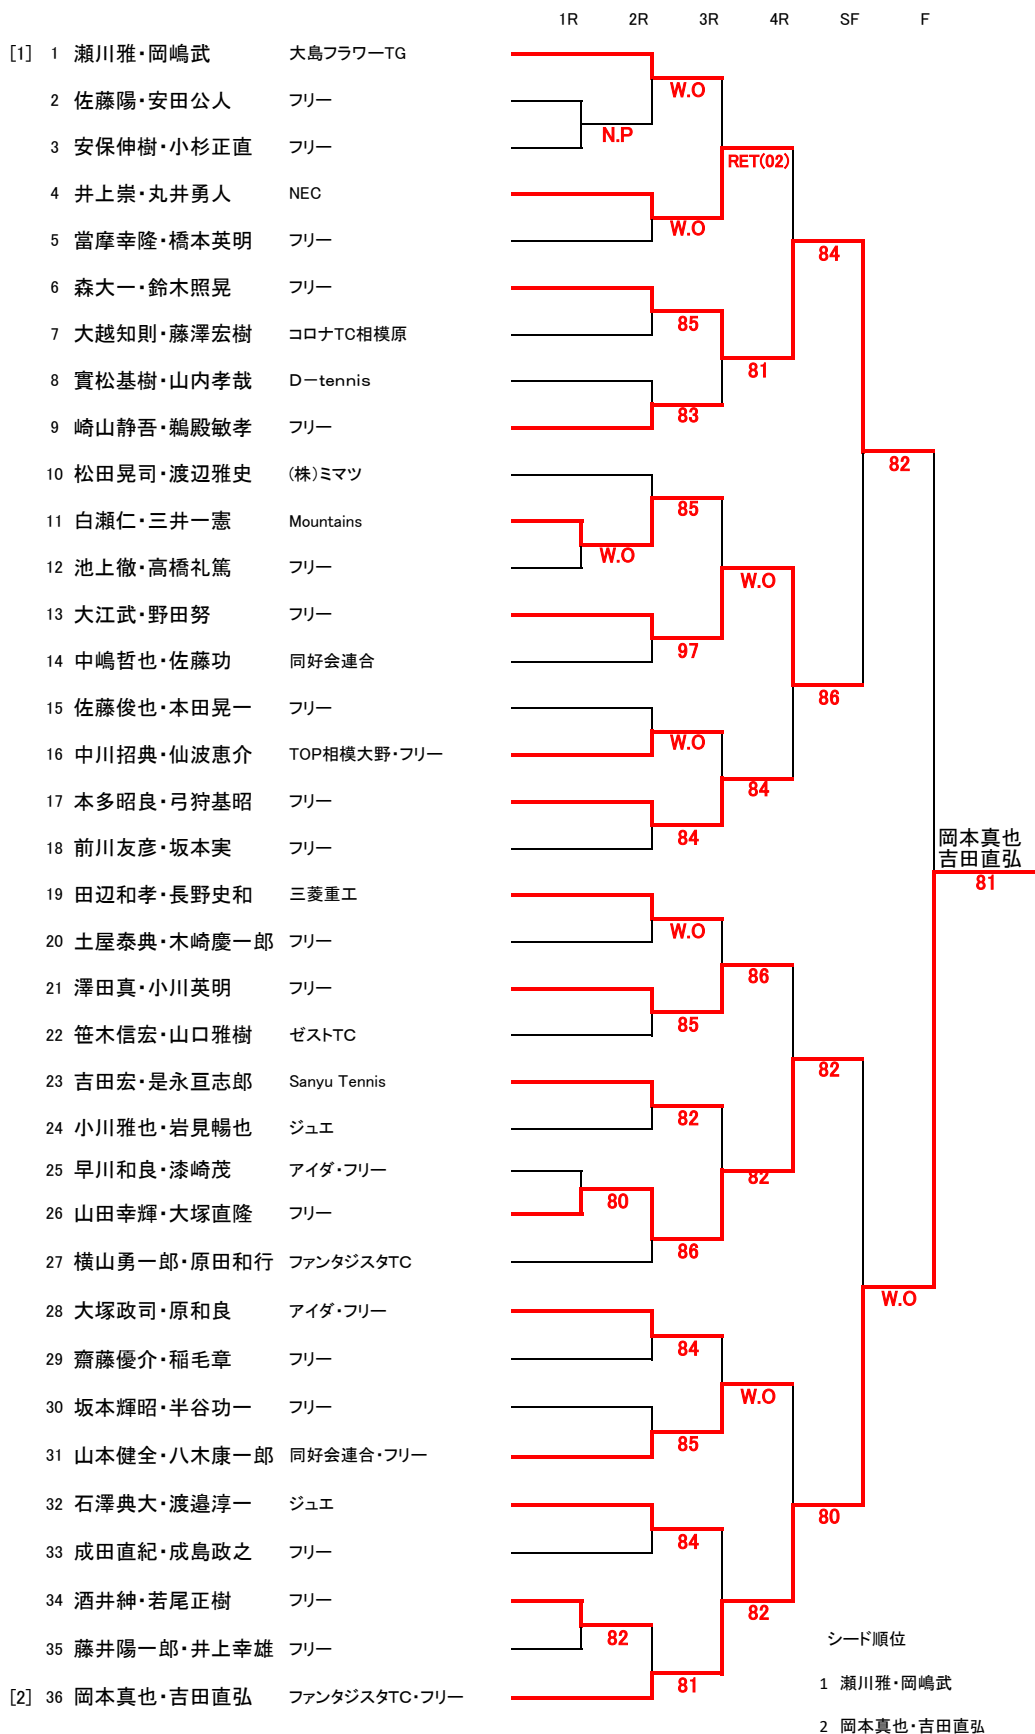 1R 2R 3R 4R SF F
[1] 1 瀬川雅・岡嶋武 大島フラワーTG
W.O
2 佐藤陽・安田公人 フリー
N.P
3 安保伸樹・小杉正直 フリー
RET(02)
4 井上崇・丸井勇人 NEC
W.O
5 當摩幸隆・橋本英明 フリー
84
6 森大一・鈴木照晃 フリー
85
7 大越知則・藤澤宏樹 コロナTC相模原
81
8 實松基樹・山内孝哉 D－tennis
83
9 崎山静吾・鵜殿敏孝 フリー
82
10 松田晃司・渡辺雅史 (株)ミマツ
85
11 白瀬仁・三井一憲 Mountains
W.O
12 池上徹・高橋礼篤 フリー
W.O
13 大江武・野田努 フリー
97
14 中嶋哲也・佐藤功 同好会連合
86
15 佐藤俊也・本田晃一 フリー
W.O
16 中川招典・仙波恵介 TOP相模大野・フリー
84
17 本多昭良・弓狩基昭 フリー
84
18 前川友彦・坂本実 フリー
岡本真也
吉田直弘
81
19 田辺和孝・長野史和 三菱重工
W.O
20 土屋泰典・木崎慶一郎 フリー
86
21 澤田真・小川英明 フリー
85
22 笹木信宏・山口雅樹 ゼストTC
82
23 吉田宏・是永亘志郎 Sanyu Tennis
82
24 小川雅也・岩見暢也 ジュエ
25 早川和良・漆崎茂 アイダ・フリー
82
80
26 山田幸輝・大塚直隆 フリー
86
27 横山勇一郎・原田和行 ファンタジスタTC
W.O
28 大塚政司・原和良 アイダ・フリー
84
29 齋藤優介・稲毛章 フリー
W.O
30 坂本輝昭・半谷功一 フリー
85
31 山本健全・八木康一郎 同好会連合・フリー
32 石澤典大・渡邉淳一 ジュエ
80
84
33 成田直紀・成島政之 フリー
34 酒井紳・若尾正樹 フリー
82
82
35 藤井陽一郎・井上幸雄 フリー
81
[2] 36 岡本真也・吉田直弘 ファンタジスタTC・フリー
シード順位
1 瀬川雅・岡嶋武
2 岡本真也・吉田直弘